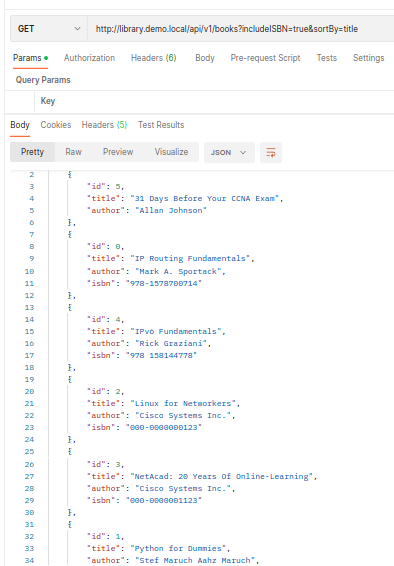 GET http://library.demo.local/api/v1/books?includeISBN=true&sortBy=title
Params Authorization Headers (6) Body Pre-request Script Tests Settings
Query Params
Key
Body Cookies Headers (5) Test Results
Pretty Raw Preview Visualize JSON
2 {
3 "id": 5,
4 "title": "31 Days Before Your CCNA Exam",
5 "author": "Allan Johnson"
6 },
7 {
8 "id": 0,
9 "title": "IP Routing Fundamentals",
10 "author": "Mark A. Sportack",
11 "isbn": "978-1578700714"
12 },
13 {
14 "id": 4,
15 "title": "IPv6 Fundamentals",
16 "author": "Rick Graziani",
17 "isbn": "978 158144778"
18 },
19 {
20 "id": 2,
21 "title": "Linux for Networkers",
22 "author": "Cisco Systems Inc.",
23 "isbn": "000-0000000123"
24 },
25 {
26 "id": 3,
27 "title": "NetAcad: 20 Years Of Online-Learning",
28 "author": "Cisco Systems Inc.",
29 "isbn": "000-0000001123"
30 },
31 {
32 "id": 1,
33 "title": "Python for Dummies",
34 "author": "Stef Maruch Aahz Maruch",